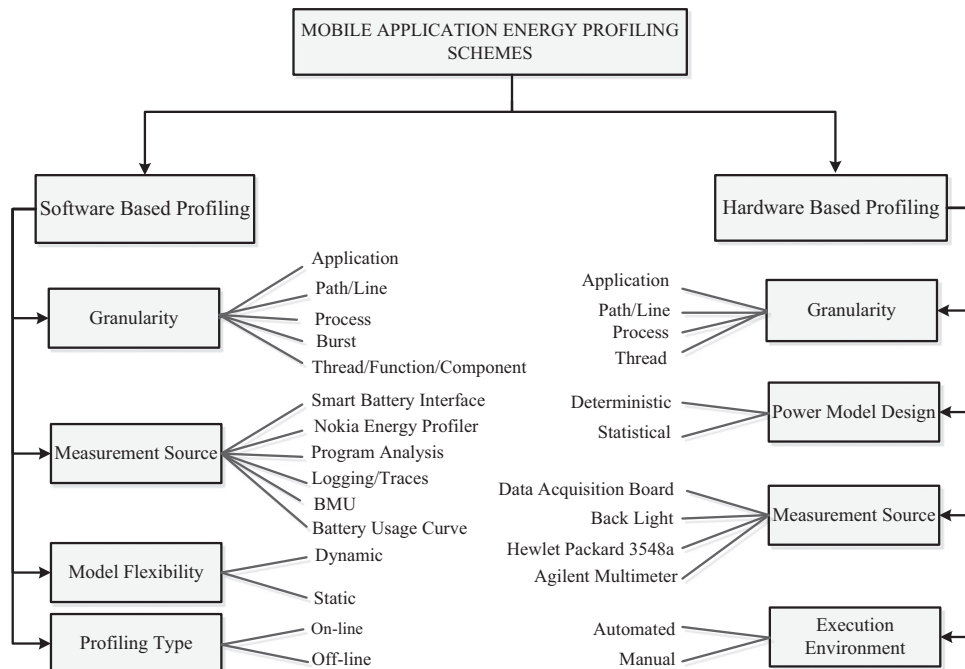 MOBILE APPLICATION ENERGY PROFILING
SCHEMES
Software Based Profiling
Granularity
Application
Path/Line
Process
Burst
Thread/Function/Component
Measurement Source
Smart Battery Interface
Nokia Energy Profiler
Program Analysis
Logging/Traces
BMU
Battery Usage Curve
Model Flexibility
Dynamic
Static
Profiling Type
On-line
Off-line
Hardware Based Profiling
Granularity
Application
Path/Line
Process
Thread
Power Model Design
Deterministic
Statistical
Measurement Source
Data Acquisition Board
Back Light
Hewlet Packard 3548a
Agilent Multimeter
Execution
Environment
Automated
Manual